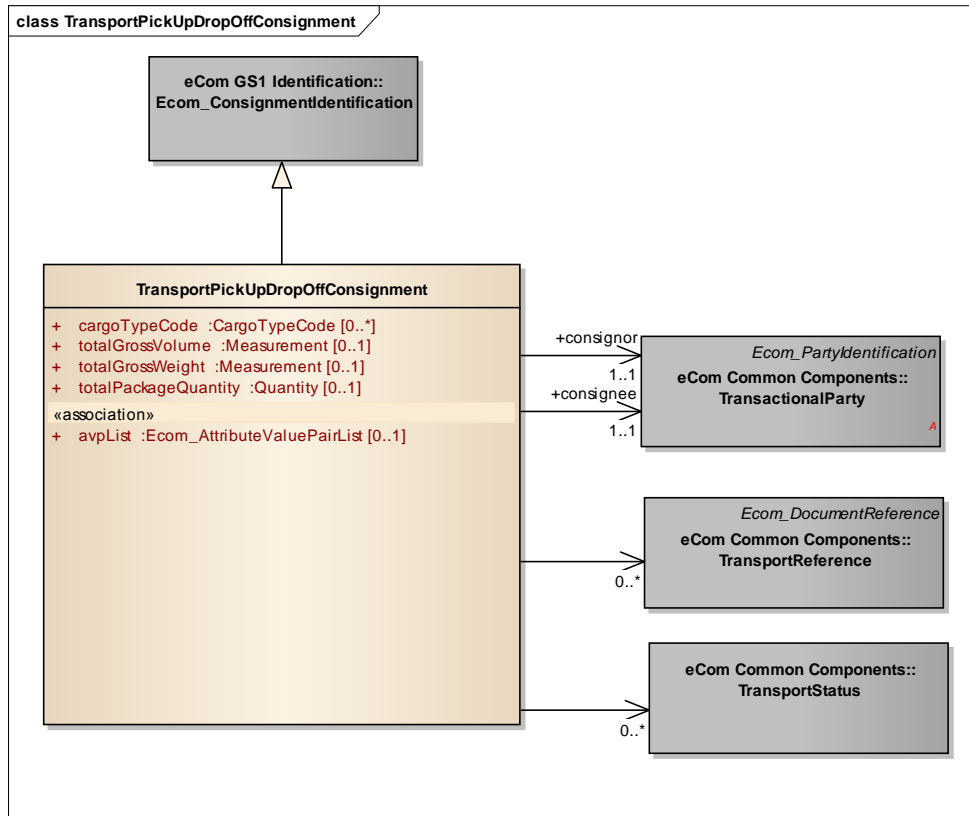 class TransportPickUpDropOffConsignment
eCom GS1 Identification::
Ecom_ConsignmentIdentification
TransportPickUpDropOffConsignment
+ cargoTypeCode :CargoTypeCode [0..*]
+ totalGrossVolume :Measurement [0..1]
+ totalGrossWeight :Measurement [0..1]
+ totalPackageQuantity :Quantity [0..1]
«association»
+ avpList :Ecom_AttributeValuePairList [0..1]
+consignor
1..1
+consignee
1..1
Ecom_PartyIdentification
eCom Common Components::
TransactionalParty
A
0..*
Ecom_DocumentReference
eCom Common Components::
TransportReference
0..*
eCom Common Components::
TransportStatus